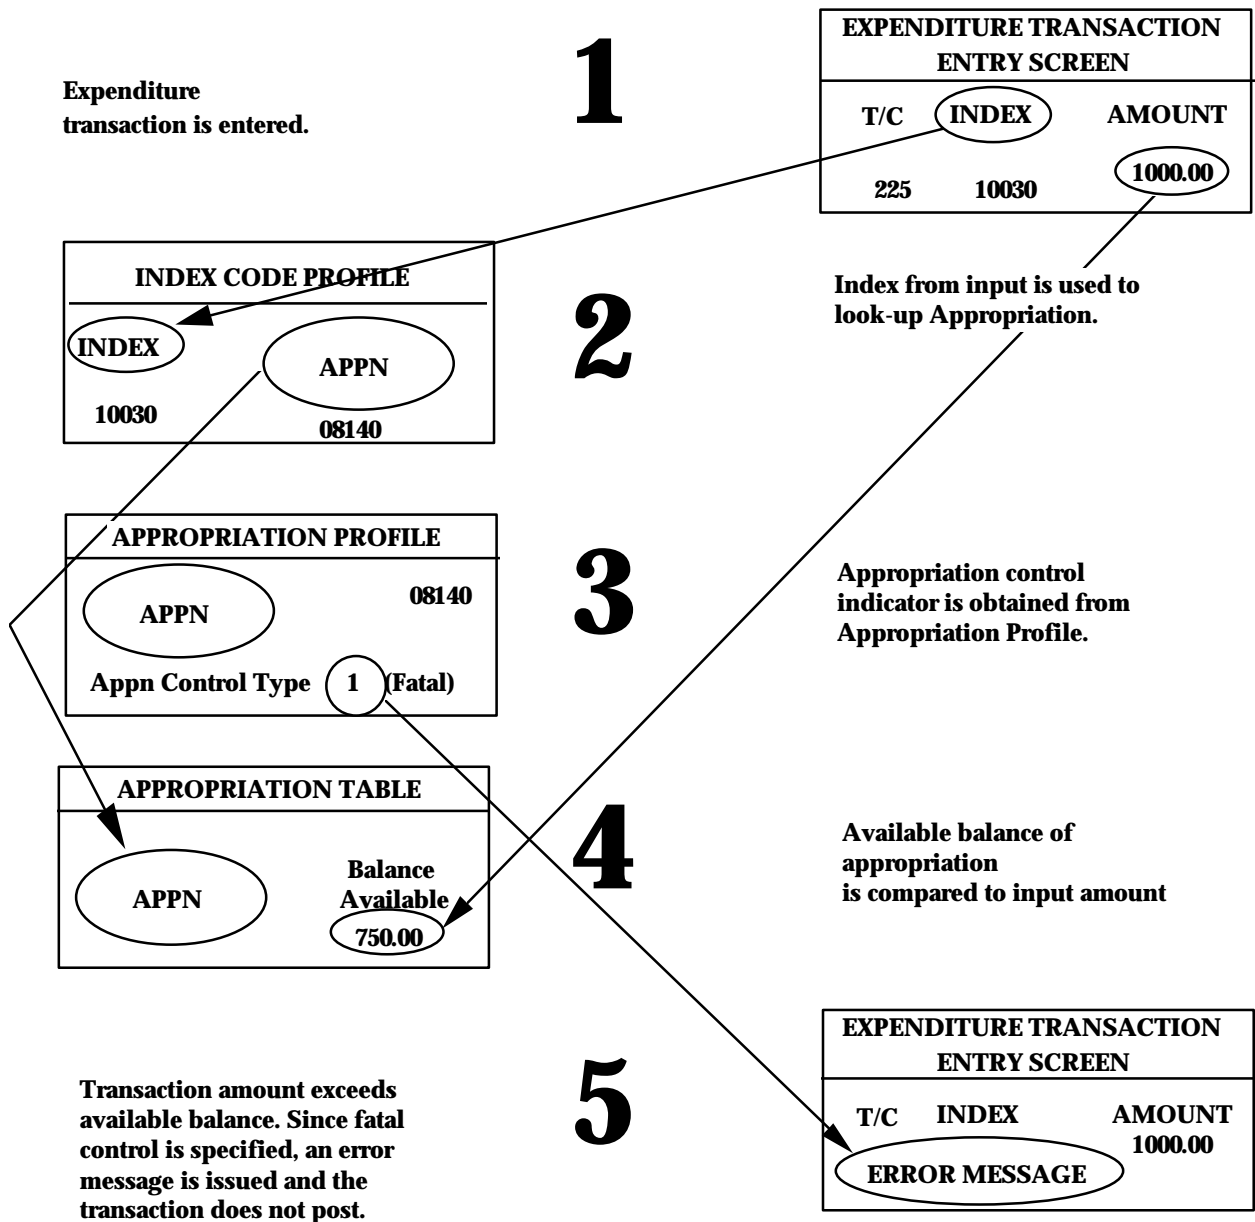 Expenditure
transaction is entered.
1
EXPENDITURE TRANSACTION
ENTRY SCREEN
T/C INDEX AMOUNT
1000.00
225 10030
INDEX CODE PROFILE
INDEX
APPN
10030
08140
2
Index from input is used to
look-up Appropriation.
APPROPRIATION PROFILE
08140
APPN
Appn Control Type 1 (Fatal)
3
Appropriation control
indicator is obtained from
Appropriation Profile.
APPROPRIATION TABLE
APPN
Balance
Available
750.00
4
Available balance of
appropriation
is compared to input amount
Transaction amount exceeds
available balance. Since fatal
control is specified, an error
message is issued and the
transaction does not post.
5
EXPENDITURE TRANSACTION
ENTRY SCREEN
T/C INDEX AMOUNT
1000.00
ERROR MESSAGE